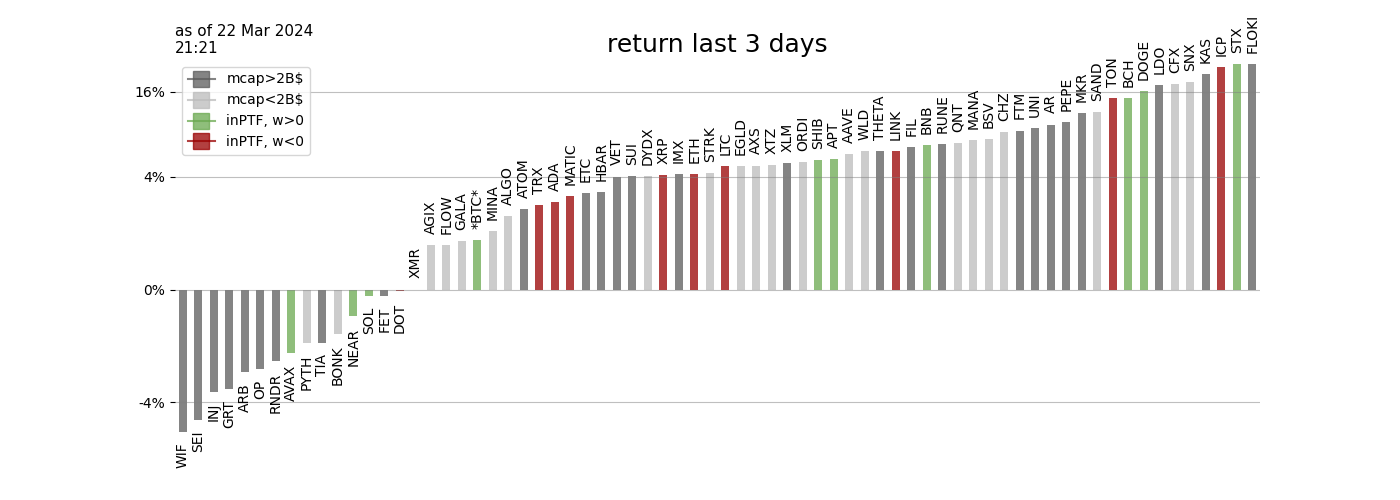 as of 22 Mar 2024
21:21
return last 3 days
mcap>2B$
mcap<2B$
inPTF, w>0
inPTF, w<0
16%
4%
0%
-4%
WIF
SEI
INJ
GRT
ARB
OP
RNDR
AVAX
PYTH
TIA
BONK
NEAR
SOL
FET
DOT
XMR
AGIX
FLOW
GALA
*BTC*
MINA
ALGO
ATOM
TRX
ADA
MATIC
ETC
HBAR
VET
SUI
DYDX
XRP
IMX
ETH
STRK
LTC
EGLD
AXS
XTZ
XLM
ORDI
SHIB
APT
AAVE
WLD
THETA
LINK
FIL
BNB
RUNE
QNT
MANA
BSV
CHZ
FTM
UNI
AR
PEPE
MKR
SAND
TON
BCH
DOGE
LDO
CFX
SNX
KAS
ICP
STX
FLOKI